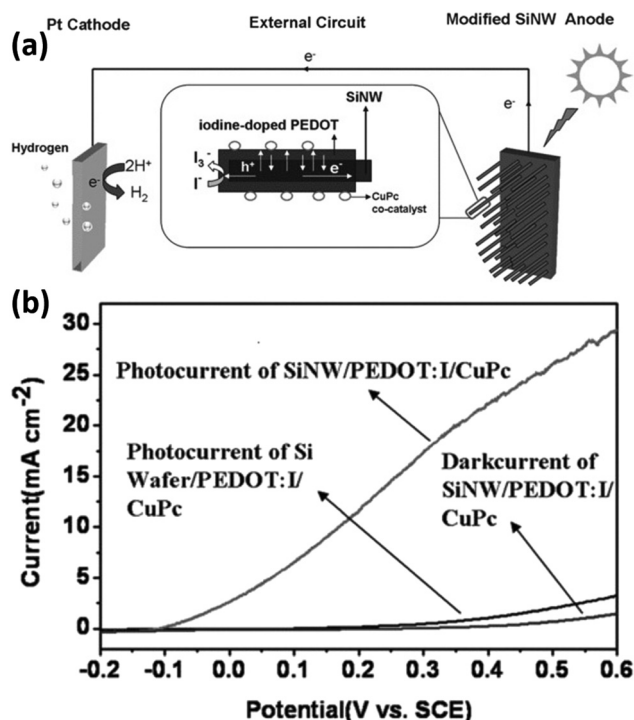 (a)
Pt Cathode
External Circuit
Modified SiNW Anode
e-
e-
SiNW
iodine-doped PEDOT
Hydrogen
I3-
I-
h+
e-
CuPc
co-catalyst
e-
2H+
H2
(b)
30
25
20
15
10
5
0
Current(mA cm-2)
Photocurrent of SiNW/PEDOT:I/CuPc
Photocurrent of Si
Wafer/PEDOT:I/
CuPc
Darkcurrent of
SiNW/PEDOT:I/
CuPc
-0.2 -0.1 0.0 0.1 0.2 0.3 0.4 0.5 0.6
Potential(V vs. SCE)